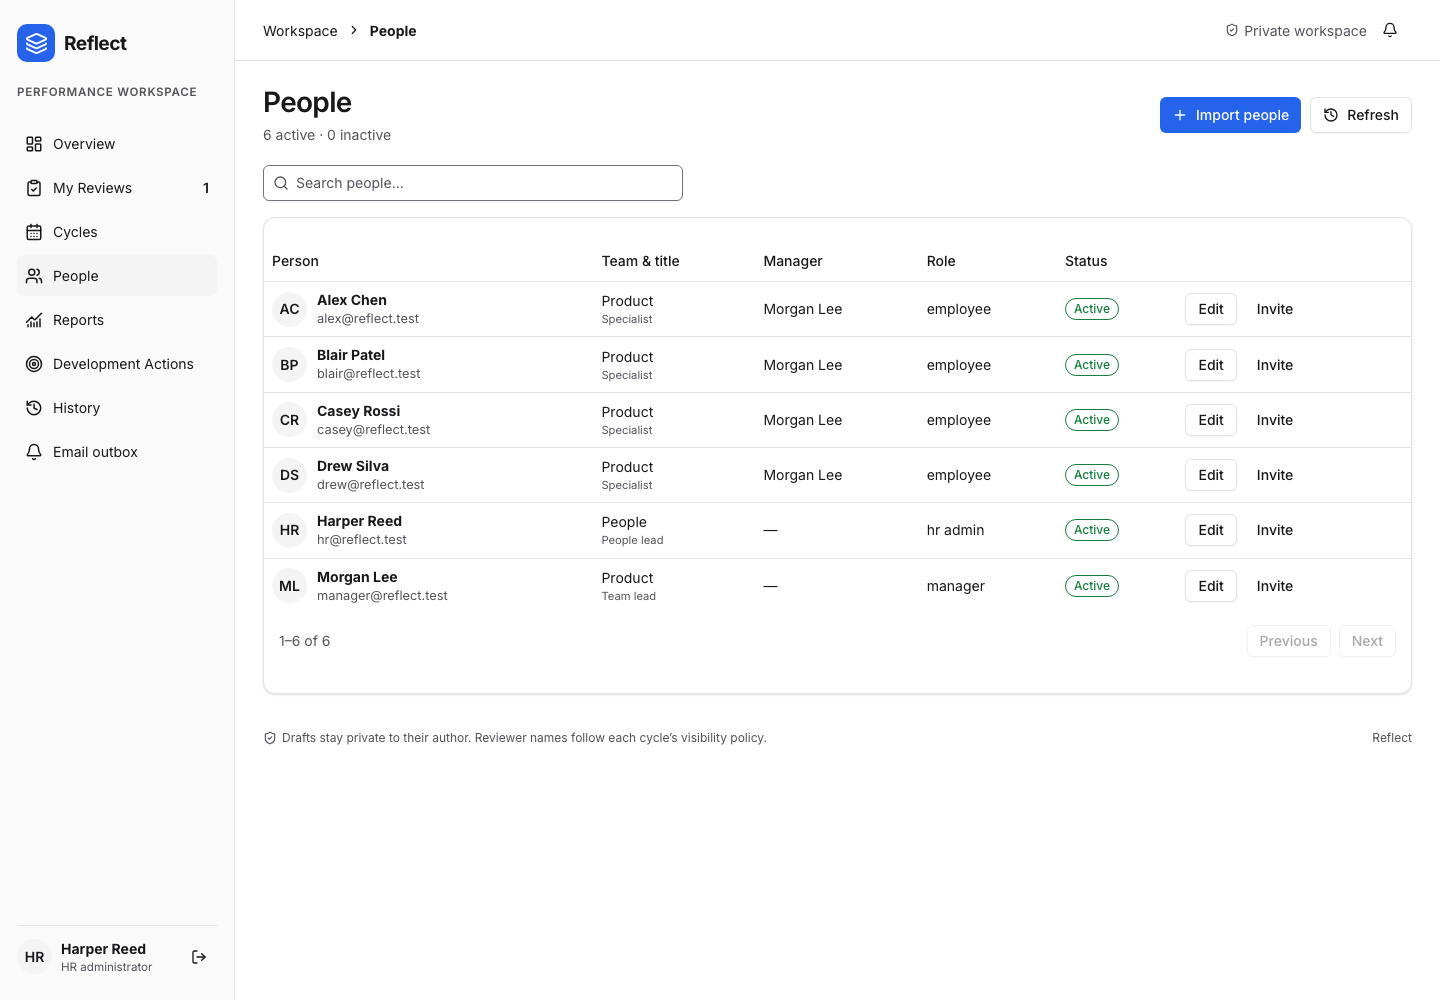 Reflect
PERFORMANCE WORKSPACE
Overview
My Reviews 1
Cycles
People
Reports
Development Actions
History
Email outbox
HR Harper Reed
HR administrator
Workspace > People
Private workspace
People
6 active · 0 inactive
Import people
Refresh
Search people...
Person Team & title Manager Role Status
AC Alex Chen
alex@reflect.test
Product
Specialist
Morgan Lee employee Active Edit Invite
BP Blair Patel
blair@reflect.test
Product
Specialist
Morgan Lee employee Active Edit Invite
CR Casey Rossi
casey@reflect.test
Product
Specialist
Morgan Lee employee Active Edit Invite
DS Drew Silva
drew@reflect.test
Product
Specialist
Morgan Lee employee Active Edit Invite
HR Harper Reed
hr@reflect.test
People
People lead
— hr admin Active Edit Invite
ML Morgan Lee
manager@reflect.test
Product
Team lead
— manager Active Edit Invite
1–6 of 6
Previous Next
Drafts stay private to their author. Reviewer names follow each cycle’s visibility policy.
Reflect